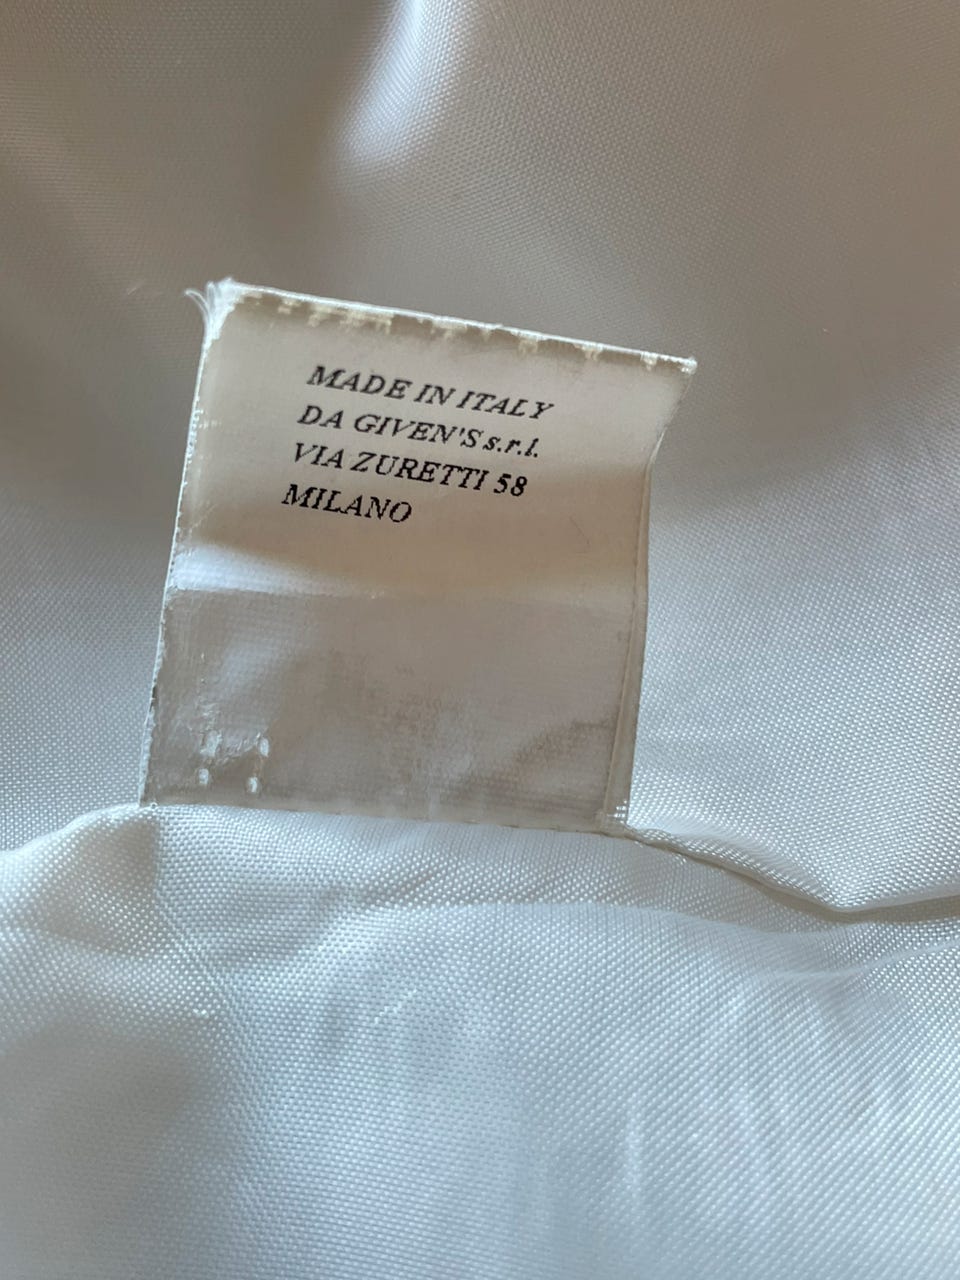 MADE IN ITALY
DA GIVEN'S s.r.l.
VIA ZURETTI 58
MILANO